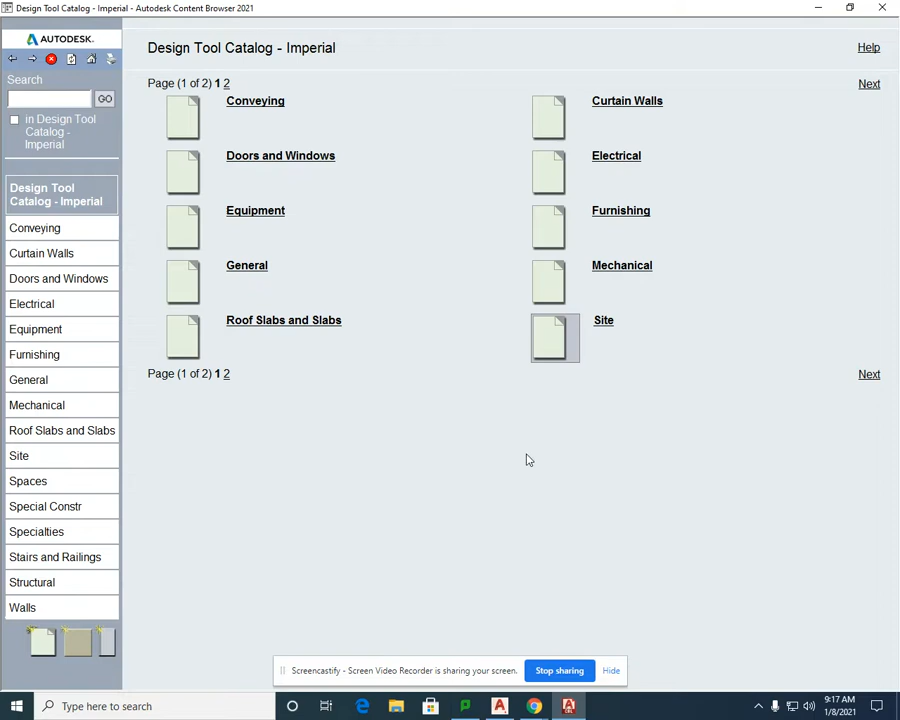 Design Tool Catalog - Imperial - Autodesk Content Browser 2021
AUTODESK.
Search
GO
in Design Tool
Catalog -
Imperial
Design Tool
Catalog - Imperial
Conveying
Curtain Walls
Doors and Windows
Electrical
Equipment
Furnishing
General
Mechanical
Roof Slabs and Slabs
Site
Spaces
Special Constr
Specialties
Stairs and Railings
Structural
Walls
Design Tool Catalog - Imperial
Help
Page (1 of 2) 1 2
Next
Conveying
Curtain Walls
Doors and Windows
Electrical
Equipment
Furnishing
General
Mechanical
Roof Slabs and Slabs
Site
Page (1 of 2) 1 2
Next
Screencastify - Screen Video Recorder is sharing your screen.
Stop sharing
Hide
Type here to search
9:17 AM
1/8/2021